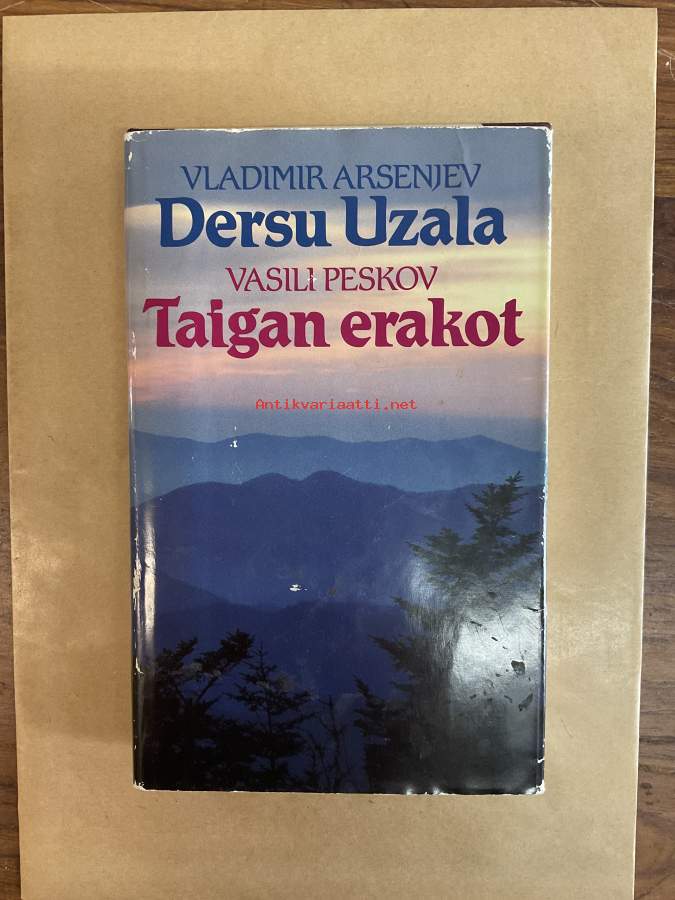 VLADIMIR ARSENJEV
Dersu Uzala
VASILI PESKOV
Taigan erakot
Antikvariaatti.net